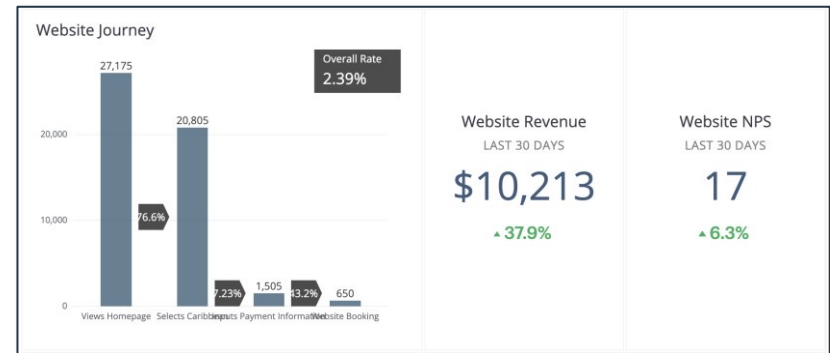 Website Journey
Overall Rate
2.39%
27,175
20,805
1,505
650
20,000
10,000
0
76.6%
7.23%
43.2%
Views Homepage
Selects
Payment
Website Booking
Website Revenue
LAST 30 DAYS
$10,213
37.9%
Website NPS
LAST 30 DAYS
17
6.3%